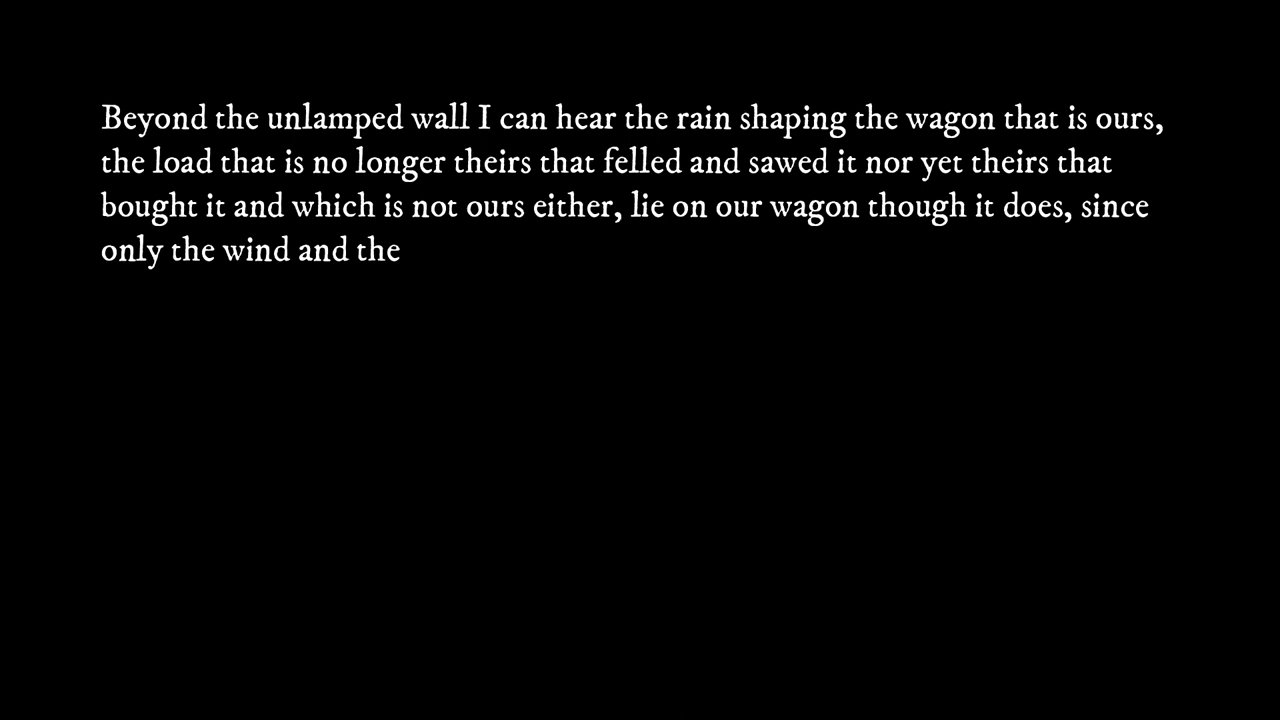 Beyond the unlamped wall I can hear the rain shaping the wagon that is ours,
the load that is no longer theirs that felled and sawed it nor yet theirs that
bought it and which is not ours either, lie on our wagon though it does, since
only the wind and the